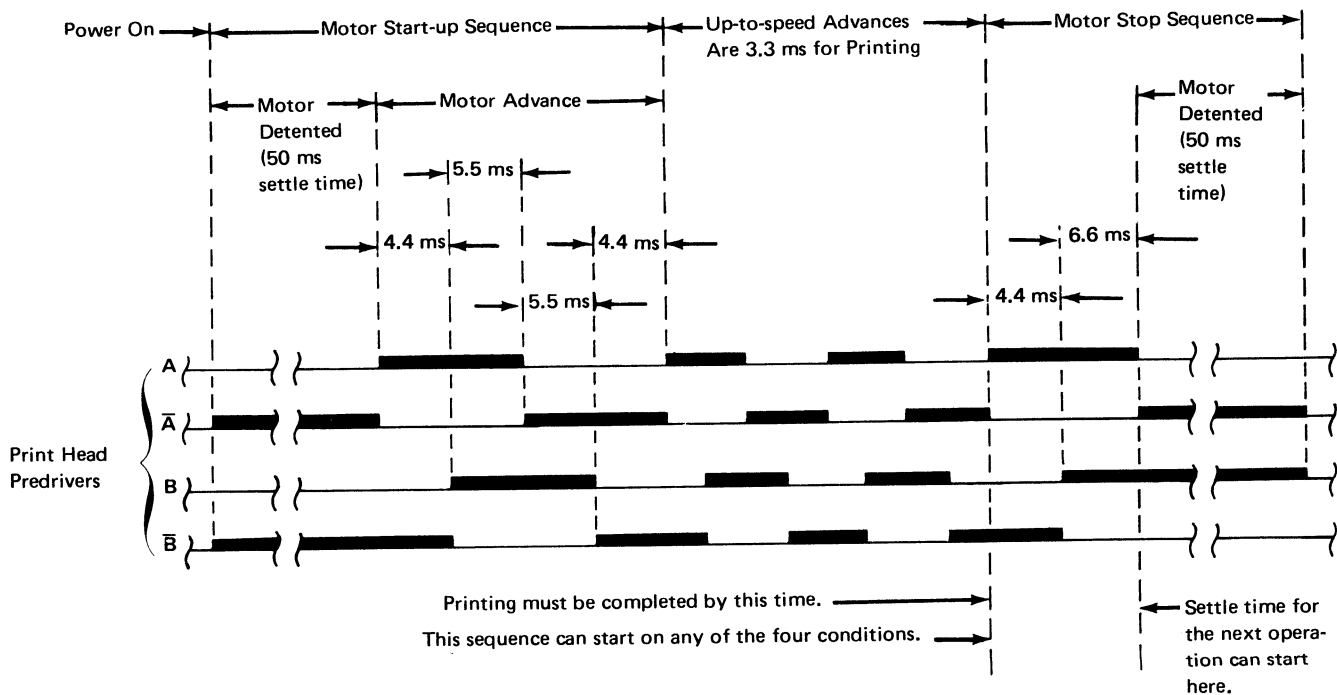 Power On
Motor Start-up Sequence
Up-to-speed Advances
Are 3.3 ms for Printing
Motor Stop Sequence
Motor
Detented
(50 ms
settle time)
Motor Advance
Motor
Detented
(50 ms
settle
time)
5.5 ms
4.4 ms
4.4 ms
6.6 ms
5.5 ms
4.4 ms
A
A̅
B
B̅
Print Head
Predrivers
Printing must be completed by this time.
This sequence can start on any of the four conditions.
Settle time for
the next opera-
tion can start
here.